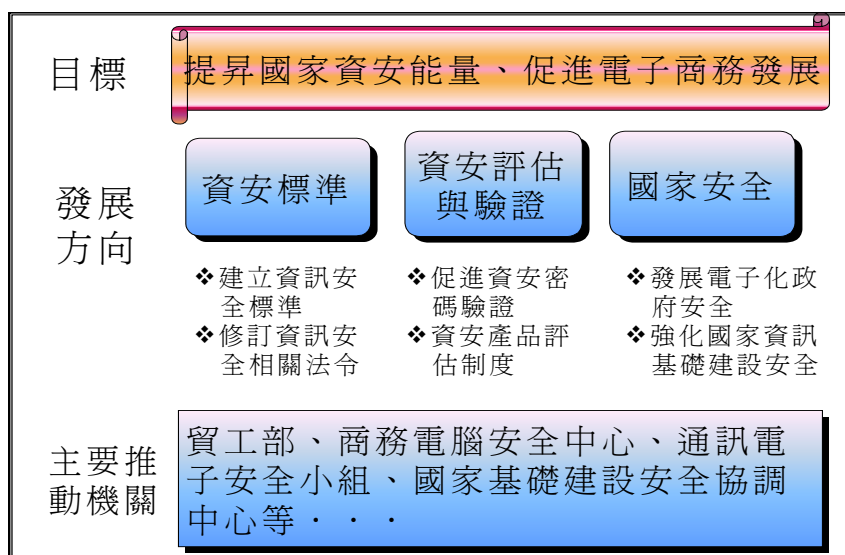 目標
提昇國家資安能量、促進電子商務發展
發展
方向
資安標準
資安評估
與驗證
國家安全
❖建立資訊安
全標準
❖修訂資訊安
全相關法令
❖促進資安密
碼驗證
❖資安產品評
估制度
❖發展電子化政
府安全
❖強化國家資訊
基礎建設安全
主要推
動機關
貿工部、商務電腦安全中心、通訊電
子安全小組、國家基礎建設安全協調
中心等．．．